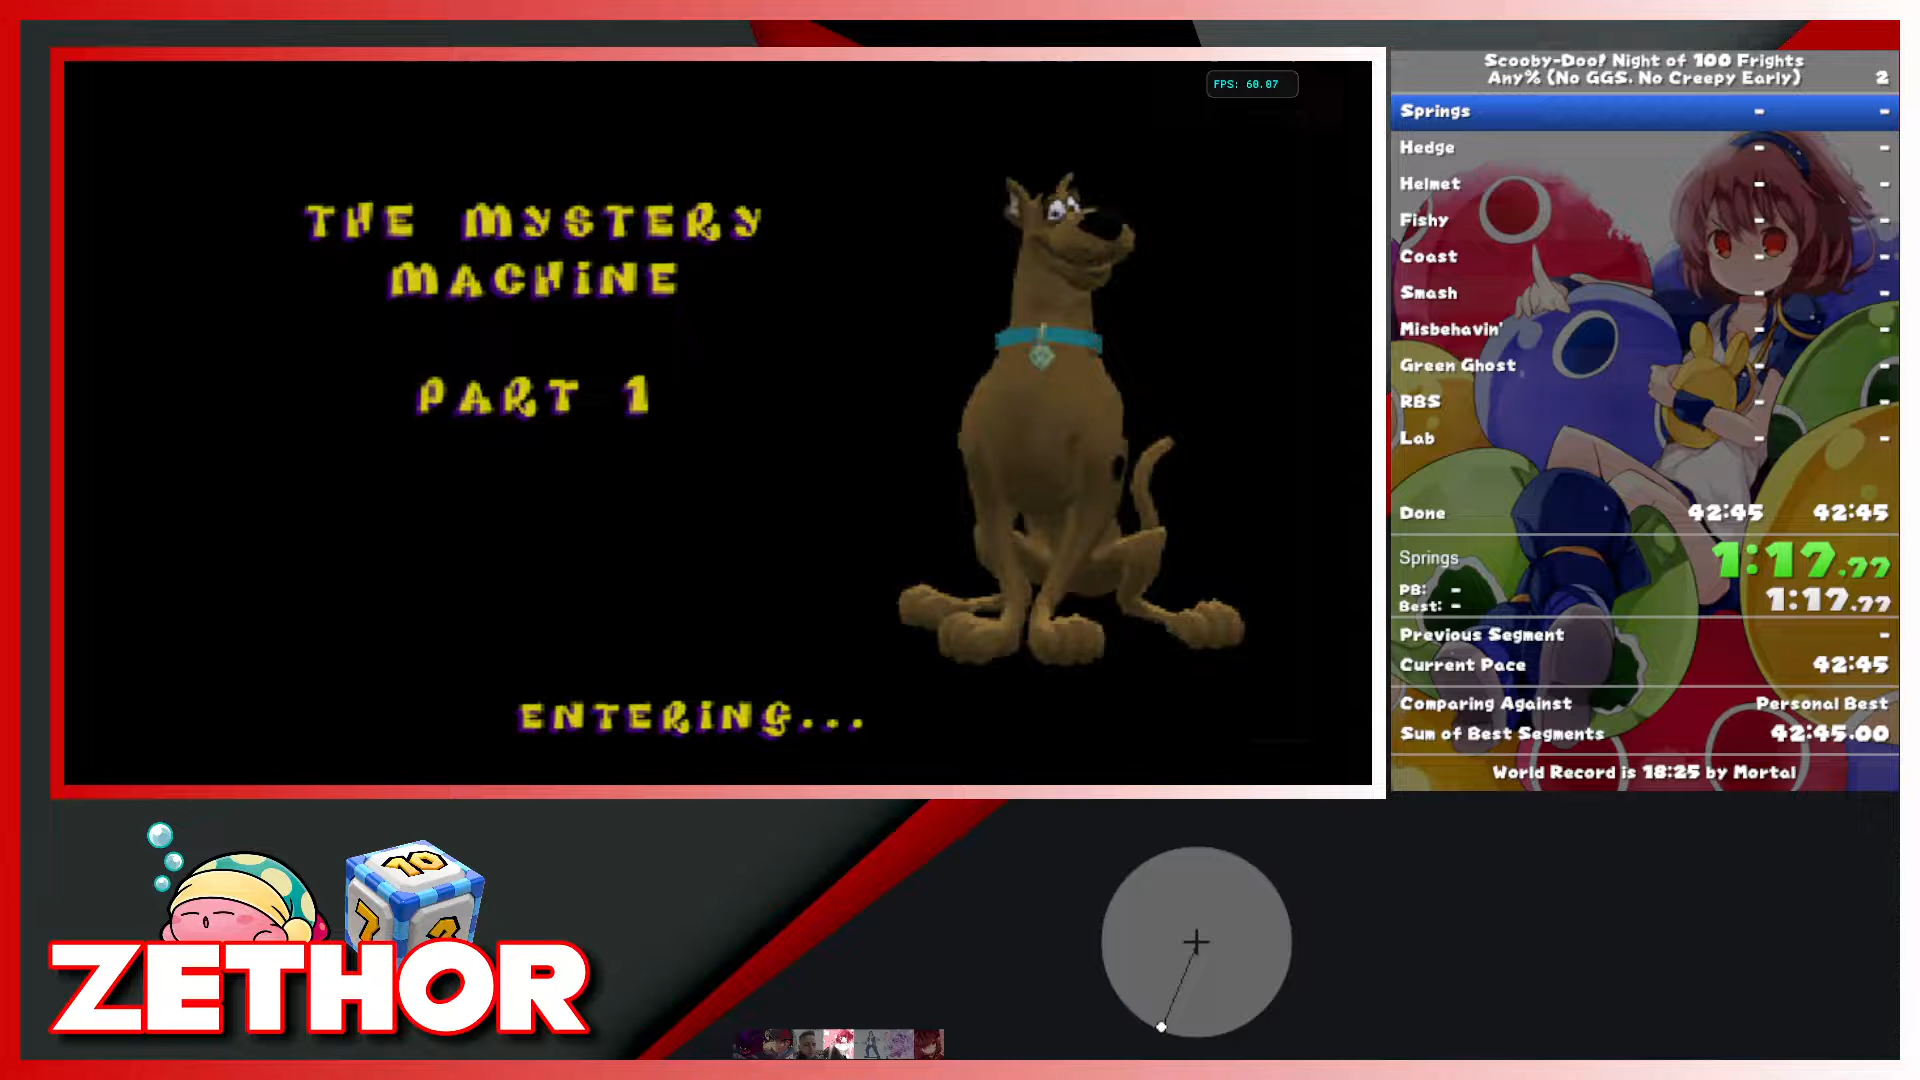 FPS: 60.07
THE MYSTERY
MACHINE
PART 1
ENTERING...
Scooby-Doo! Night of 100 Frights
Any% (No GGS, No Creepy Early) 2
Springs - -
Hedge - -
Helmet - -
Fishy - -
Coast - -
Smash - -
Misbehavin' - -
Green Ghost - -
RBS - -
Lab - -
Done 42:45 42:45
Springs 1:17.77
PB: -
Best: - 1:17.77
Previous Segment -
Current Pace 42:45
Comparing Against Personal Best
Sum of Best Segments 42:45.00
World Record is 18:25 by Mortal
10
7
ZETHOR